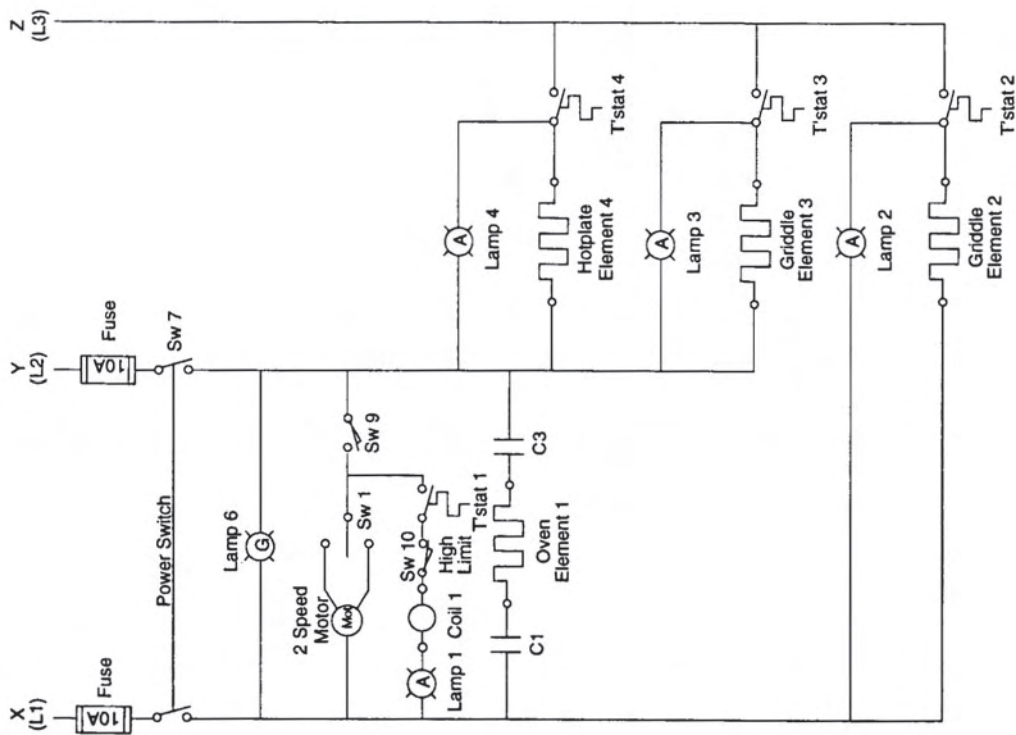 X
(L1)
Y
(L2)
Z
(L3)
Fuse
10A
Fuse
10A
Power Switch
Sw 7
Lamp 6
G
2 Speed
Motor
Mot
Sw 1
Sw 9
Lamp 1
A
Coil 1
Sw 10
High
Limit
T'stat 1
C1
Oven
Element 1
C3
A
Lamp 4
Hotplate
Element 4
T'stat 4
A
Lamp 3
Griddle
Element 3
T'stat 3
A
Lamp 2
Griddle
Element 2
T'stat 2